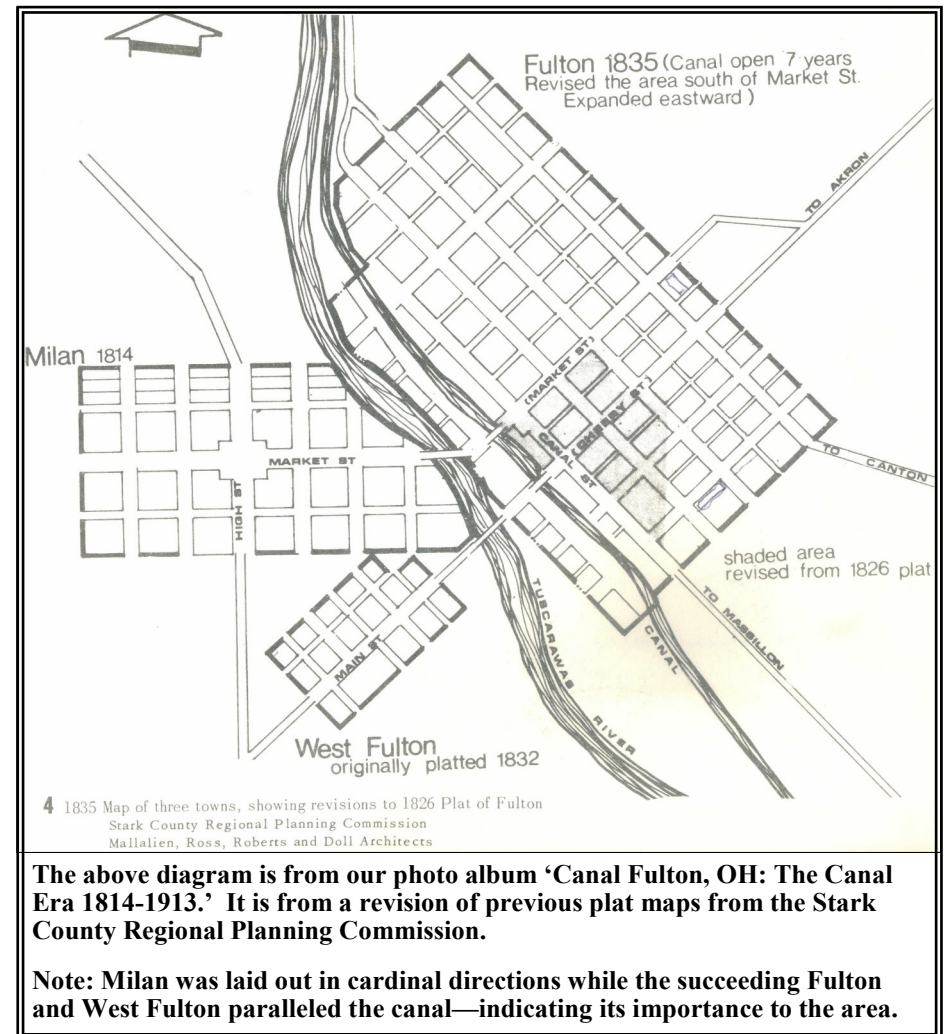 Fulton 1835 (Canal open 7 years
Revised the area south of Market St.
Expanded eastward)
TO AKRON
Milan 1814
(MARKET ST)
(CHERRY ST)
CANAL ST
MARKET ST
HIGH ST
TO CANTON
shaded area
revised from 1826 plat
TO MASSILLON
TUSCARAWAS RIVER
CANAL
MAIN ST
West Fulton
originally platted 1832
4 1835 Map of three towns, showing revisions to 1826 Plat of Fulton
Stark County Regional Planning Commission
Mallalien, Ross, Roberts and Doll Architects
The above diagram is from our photo album ‘Canal Fulton, OH: The Canal
Era 1814-1913.’ It is from a revision of previous plat maps from the Stark
County Regional Planning Commission.
Note: Milan was laid out in cardinal directions while the succeeding Fulton
and West Fulton paralleled the canal—indicating its importance to the area.